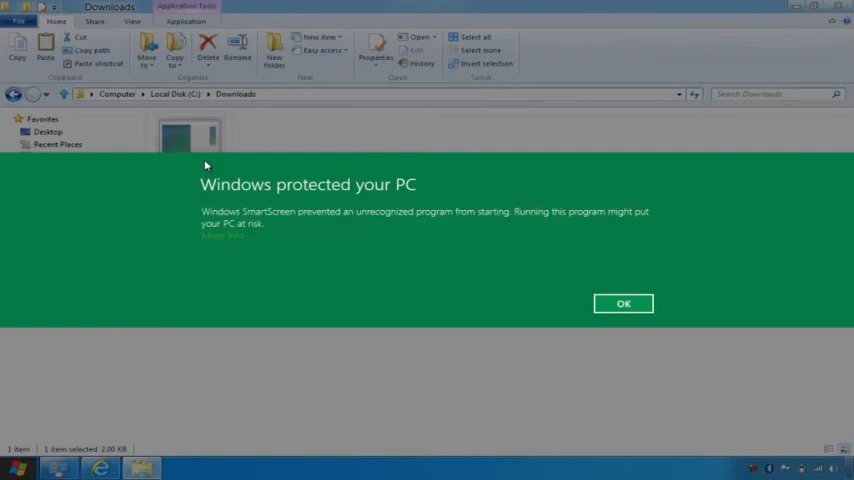 Downloads
Application Tools
File
Home
Share
View
Application
Copy
Paste
Cut
Copy path
Paste shortcut
Clipboard
Move to
Copy to
Delete
Rename
Organize
New Folder
New item
Easy access
New
Properties
Open
Edit
History
Open
Select all
Select none
Invert selection
Select
Computer
Local Disk (C:)
Downloads
Search Downloads
Favorites
Desktop
Recent Places
Windows protected your PC
Windows SmartScreen prevented an unrecognized program from starting. Running this program might put
your PC at risk.
More info
OK
1 item
1 item selected 2.00 KB